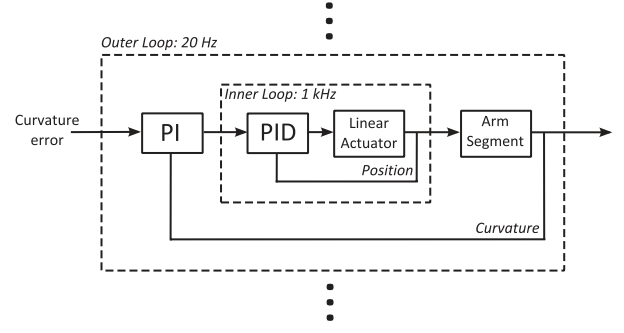 Outer Loop: 20 Hz
Inner Loop: 1 kHz
Curvature
error
PI
PID
Linear
Actuator
Arm
Segment
Position
Curvature